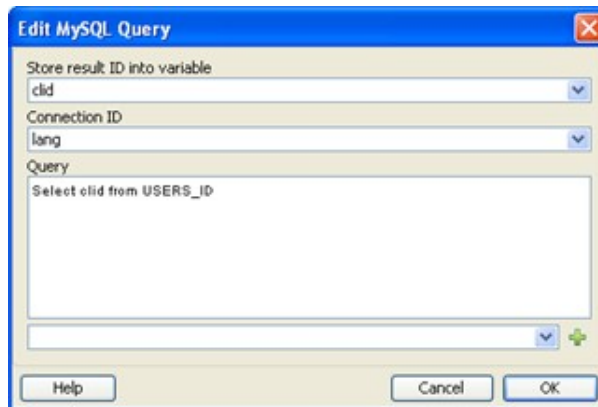 Edit MySQL Query
Store result ID into variable
clid
Connection ID
lang
Query
Select clid from USERS_ID
Help
Cancel
OK